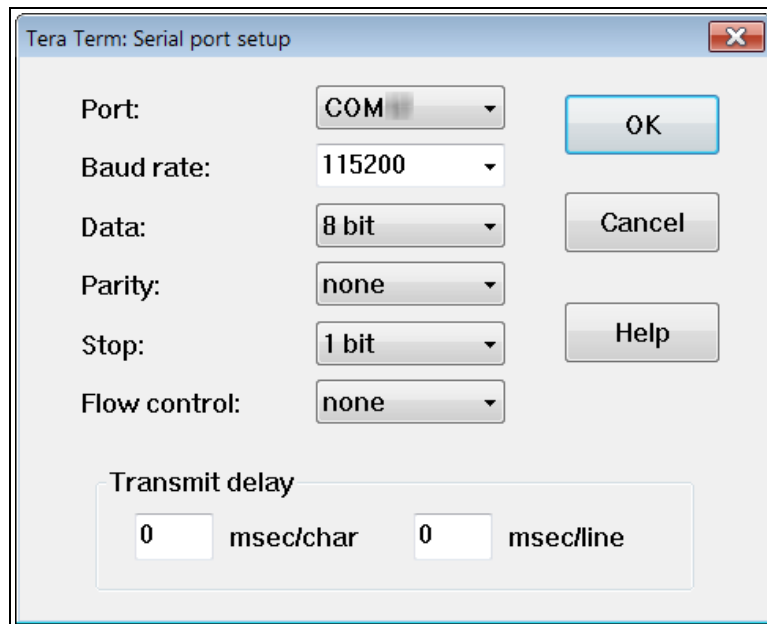 Tera Term: Serial port setup
Port: COM
OK
Baud rate: 115200
Data: 8 bit
Cancel
Parity: none
Stop: 1 bit
Help
Flow control: none
Transmit delay
0 msec/char 0 msec/line